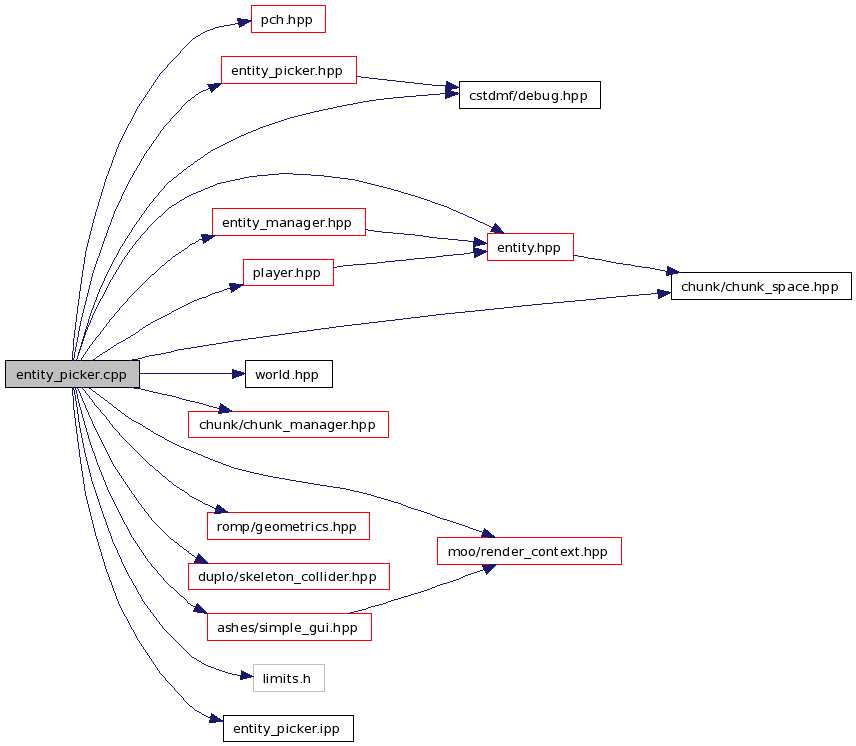 pch.hpp
entity_picker.hpp
cstdmf/debug.hpp
entity_manager.hpp
entity.hpp
player.hpp
chunk/chunk_space.hpp
entity_picker.cpp
world.hpp
chunk/chunk_manager.hpp
romp/geometrics.hpp
moo/render_context.hpp
duplo/skeleton_collider.hpp
ashes/simple_gui.hpp
limits.h
entity_picker.ipp